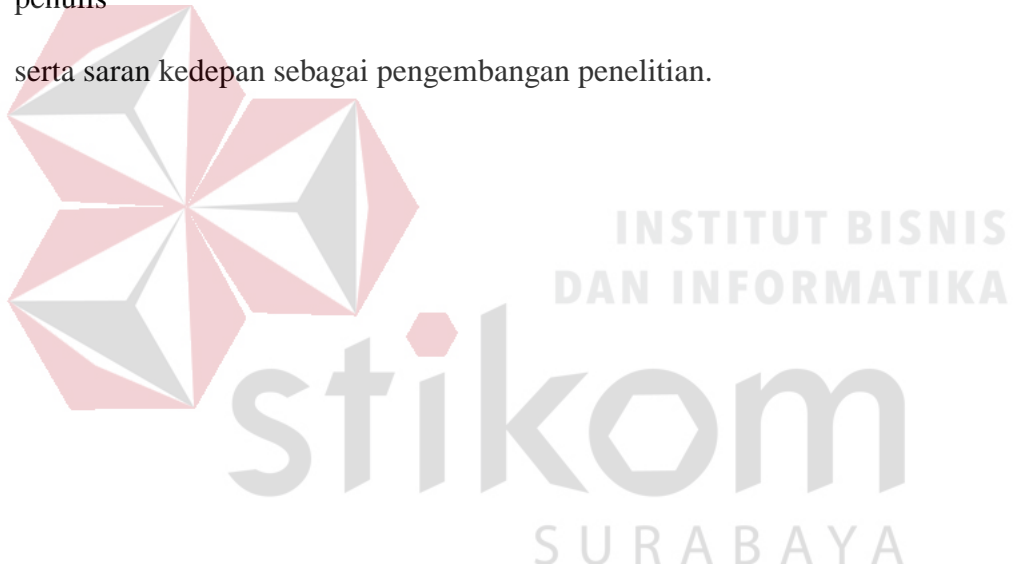 penulis
serta saran kedepan sebagai pengembangan penelitian.
INSTITUT BISNIS
DAN INFORMATIKA
stikom
SURABAYA